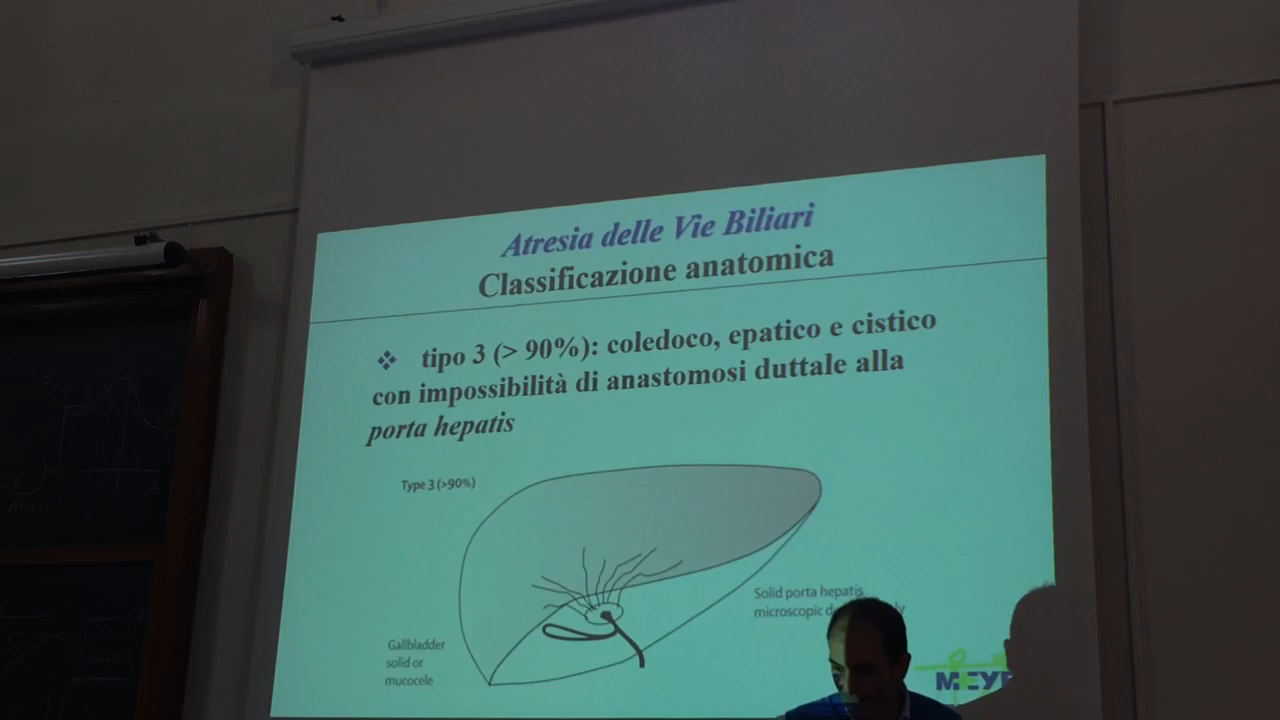 Atresia delle Vie Biliari
Classificazione anatomica
❖ tipo 3 (> 90%): coledoco, epatico e cistico
con impossibilità di anastomosi duttale alla
porta hepatis
Type 3 (>90%)
Solid porta hepatis
microscopic
Gallbladder
solid or
mucocele